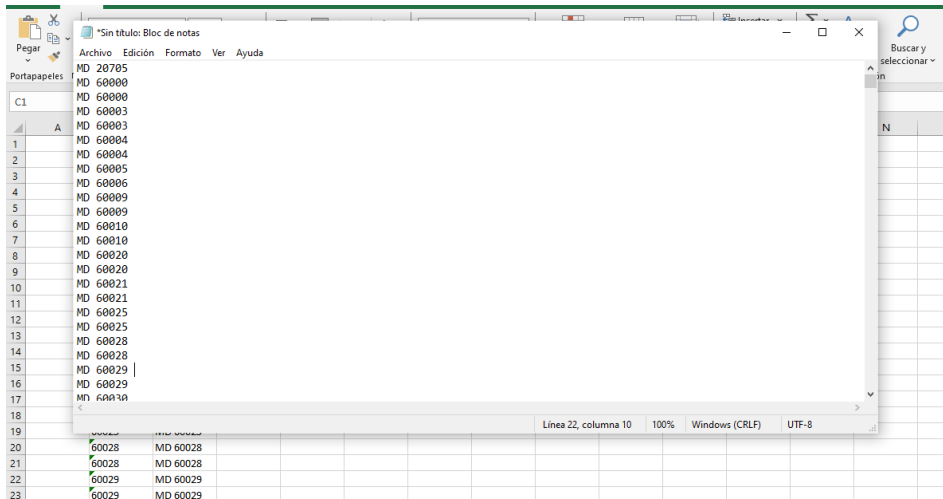 *Sin título: Bloc de notas
Pegar
Portapapeles
Insertar
Buscar y
seleccionar
Archivo Edición Formato Ver Ayuda
C1
A
N
MD 20705
MD 60000
MD 60000
MD 60003
MD 60003
MD 60004
MD 60004
MD 60005
MD 60006
MD 60009
MD 60009
MD 60010
MD 60010
MD 60020
MD 60020
MD 60021
MD 60021
MD 60025
MD 60025
MD 60028
MD 60028
MD 60029
MD 60029
MD 60030
Línea 22, columna 10 100% Windows (CRLF) UTF-8
1
2
3
4
5
6
7
8
9
10
11
12
13
14
15
16
17
18
19
20 60028 MD 60028
21 60028 MD 60028
22 60029 MD 60029
23 60029 MD 60029